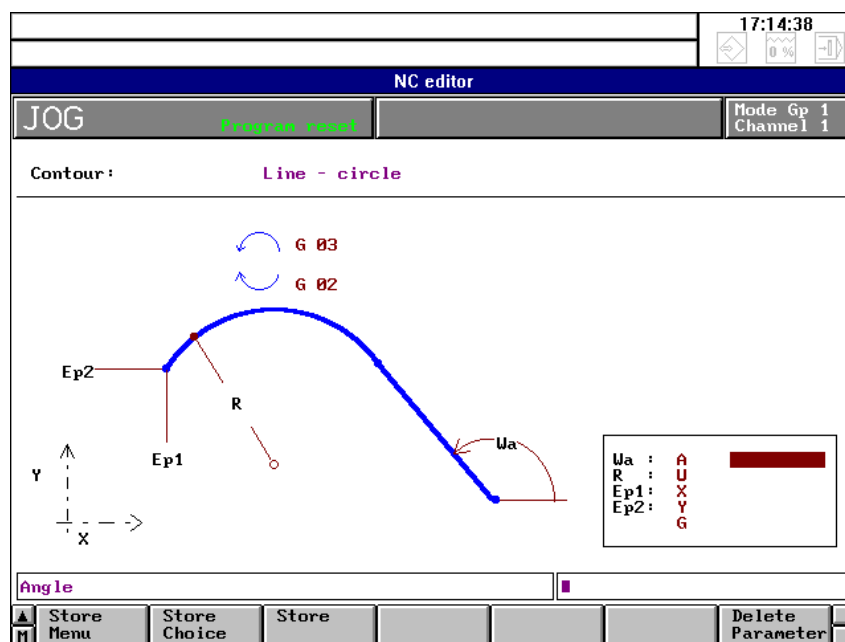 17:14:38
0 %
NC editor
JOG
Program reset
Mode Gp 1
Channel 1
Contour:
Line - circle
G 03
G 02
Ep2
R
Wa
Ep1
Y
X
Wa : A
R : U
Ep1: X
Ep2: Y
G
Angle
Store Menu
Store Choice
Store
Delete Parameter
M